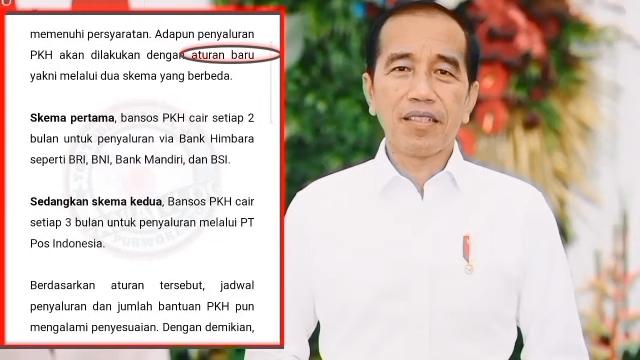 memenuhi persyaratan. Adapun penyaluran
PKH akan dilakukan dengan aturan baru
yakni melalui dua skema yang berbeda.
Skema pertama, bansos PKH cair setiap 2
bulan untuk penyaluran via Bank Himbara
seperti BRI, BNI, Bank Mandiri, dan BSI.
Sedangkan skema kedua, Bansos PKH cair
setiap 3 bulan untuk penyaluran melalui PT
Pos Indonesia.
Berdasarkan aturan tersebut, jadwal
penyaluran dan jumlah bantuan PKH pun
mengalami penyesuaian. Dengan demikian,